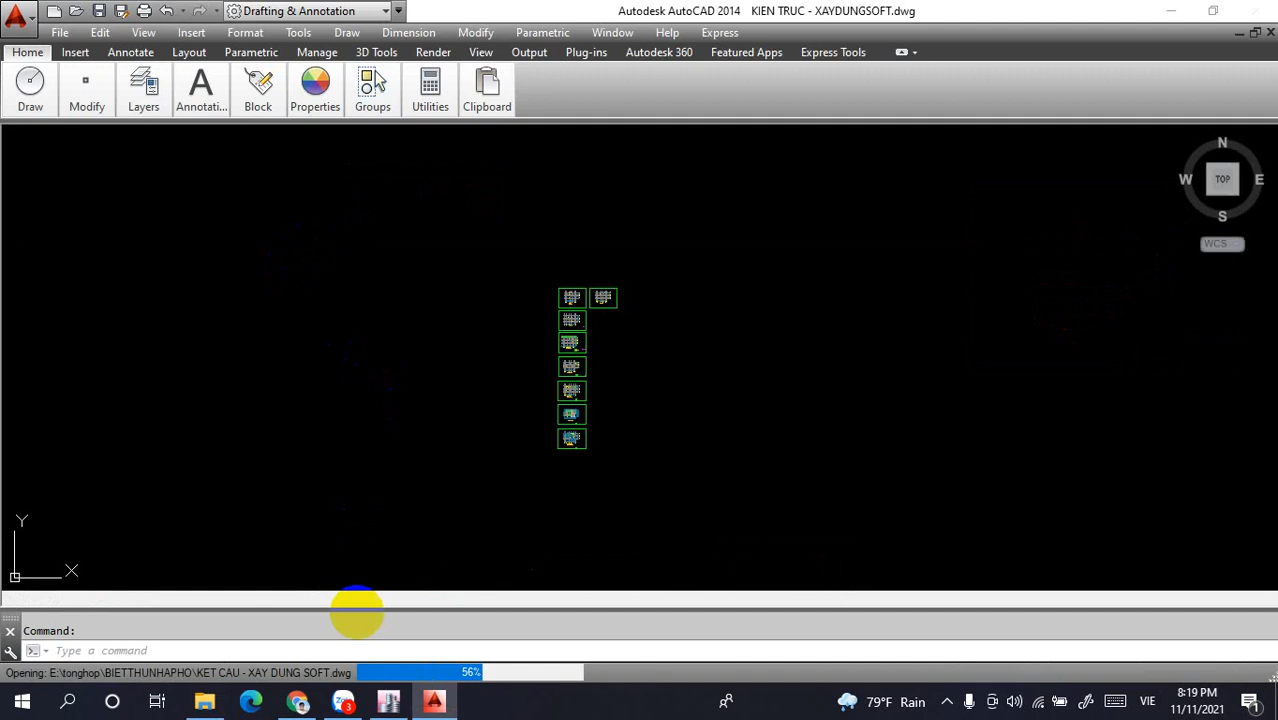 Drafting & Annotation
Autodesk AutoCAD 2014 KIEN TRUC - XAYDUNGSOFT.dwg
File Edit View Insert Format Tools Draw Dimension Modify Parametric Window Help Express
Home Insert Annotation Layout Parametric Manage 3D Tools Render View Output Plug-ins Autodesk 360 Featured Apps Express Tools
A
Draw Modify Layers Annotati... Block Properties Groups Utilities Clipboard
N
W TOP E
S
WCS
Y
X
Command:
Type a command
Opening: E:\tonghop\BIETTHUNHAPHO\KET CAU - XAY DUNG SOFT.dwg 56%
3
79°F Rain
VIE
8:19 PM
11/11/2021
1